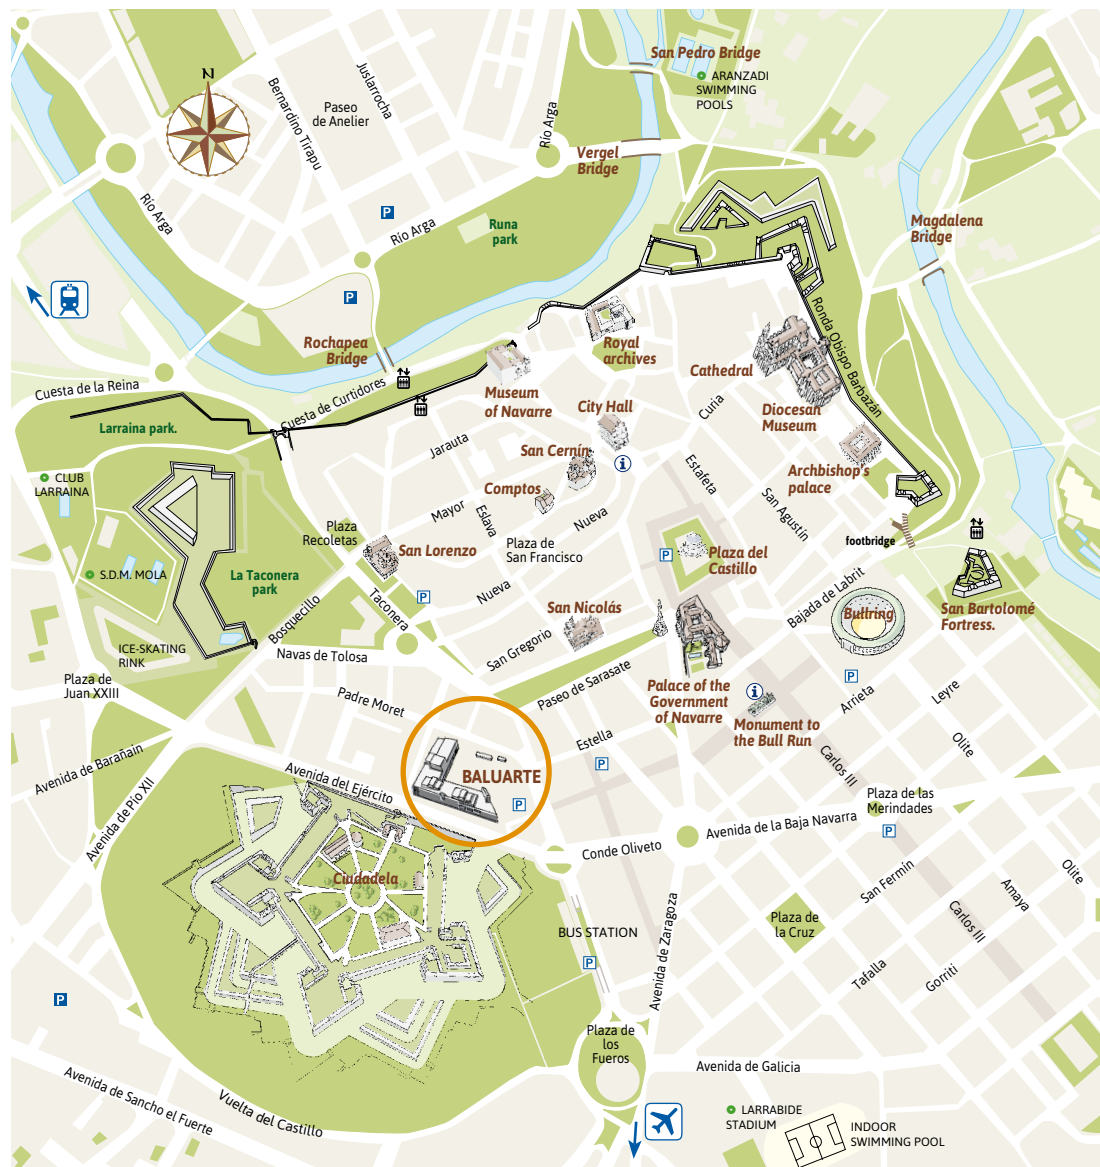 San Pedro Bridge
ARANZADI
SWIMMING
POOLS
N
Juslarrocha
Bernardino Tirapu
Paseo
de Anelier
Río Arga
Vergel
Bridge
Río Arga
P
Río Arga
Runa
park
Magdalena
Bridge
P
Ronda Obispo Barbazán
Rochapea
Bridge
Royal
archives
Cathedral
Cuesta de la Reina
Cuesta de Curtidores
Museum
of Navarre
City Hall
Curia
Diocesan
Museum
Larraina park.
Jarauta
San Cernín
i
Estafeta
Archbishop's
palace
CLUB
LARRAINA
Comptos
Mayor
Eslava
Nueva
San Agustín
Plaza
Recoletas
Plaza de
San Francisco
footbridge
San Lorenzo
P
Plaza del
Castillo
S.D.M. MOLA
La Taconera
park
Nueva
P
Taconera
Bajada de Labrit
Bullring
San Bartolomé
Fortress.
Bosquecillo
San Nicolás
San Gregorio
ICE-SKATING
RINK
Navas de Tolosa
Plaza de
Juan XXIII
Padre Moret
Paseo de Sarasate
Palace of the
Government
of Navarre
i
P
Arrieta
Leyre
Monument to
the Bull Run
Olite
Estella
Carlos III
P
Avenida de Barañain
Avenida de Pío XII
Avenida del Ejército
BALUARTE
P
Plaza de las
Merindades
P
Avenida de la Baja Navarra
Conde Oliveto
Ciudadela
San Fermín
Olite
Amaya
Carlos III
Plaza de
la Cruz
BUS STATION
P
Avenida de Zaragoza
Tafalla
Gorriti
P
Plaza de
los
Fueros
Avenida de Galicia
Avenida de Sancho el Fuerte
Vuelta del Castillo
LARRABIDE
STADIUM
INDOOR
SWIMMING POOL